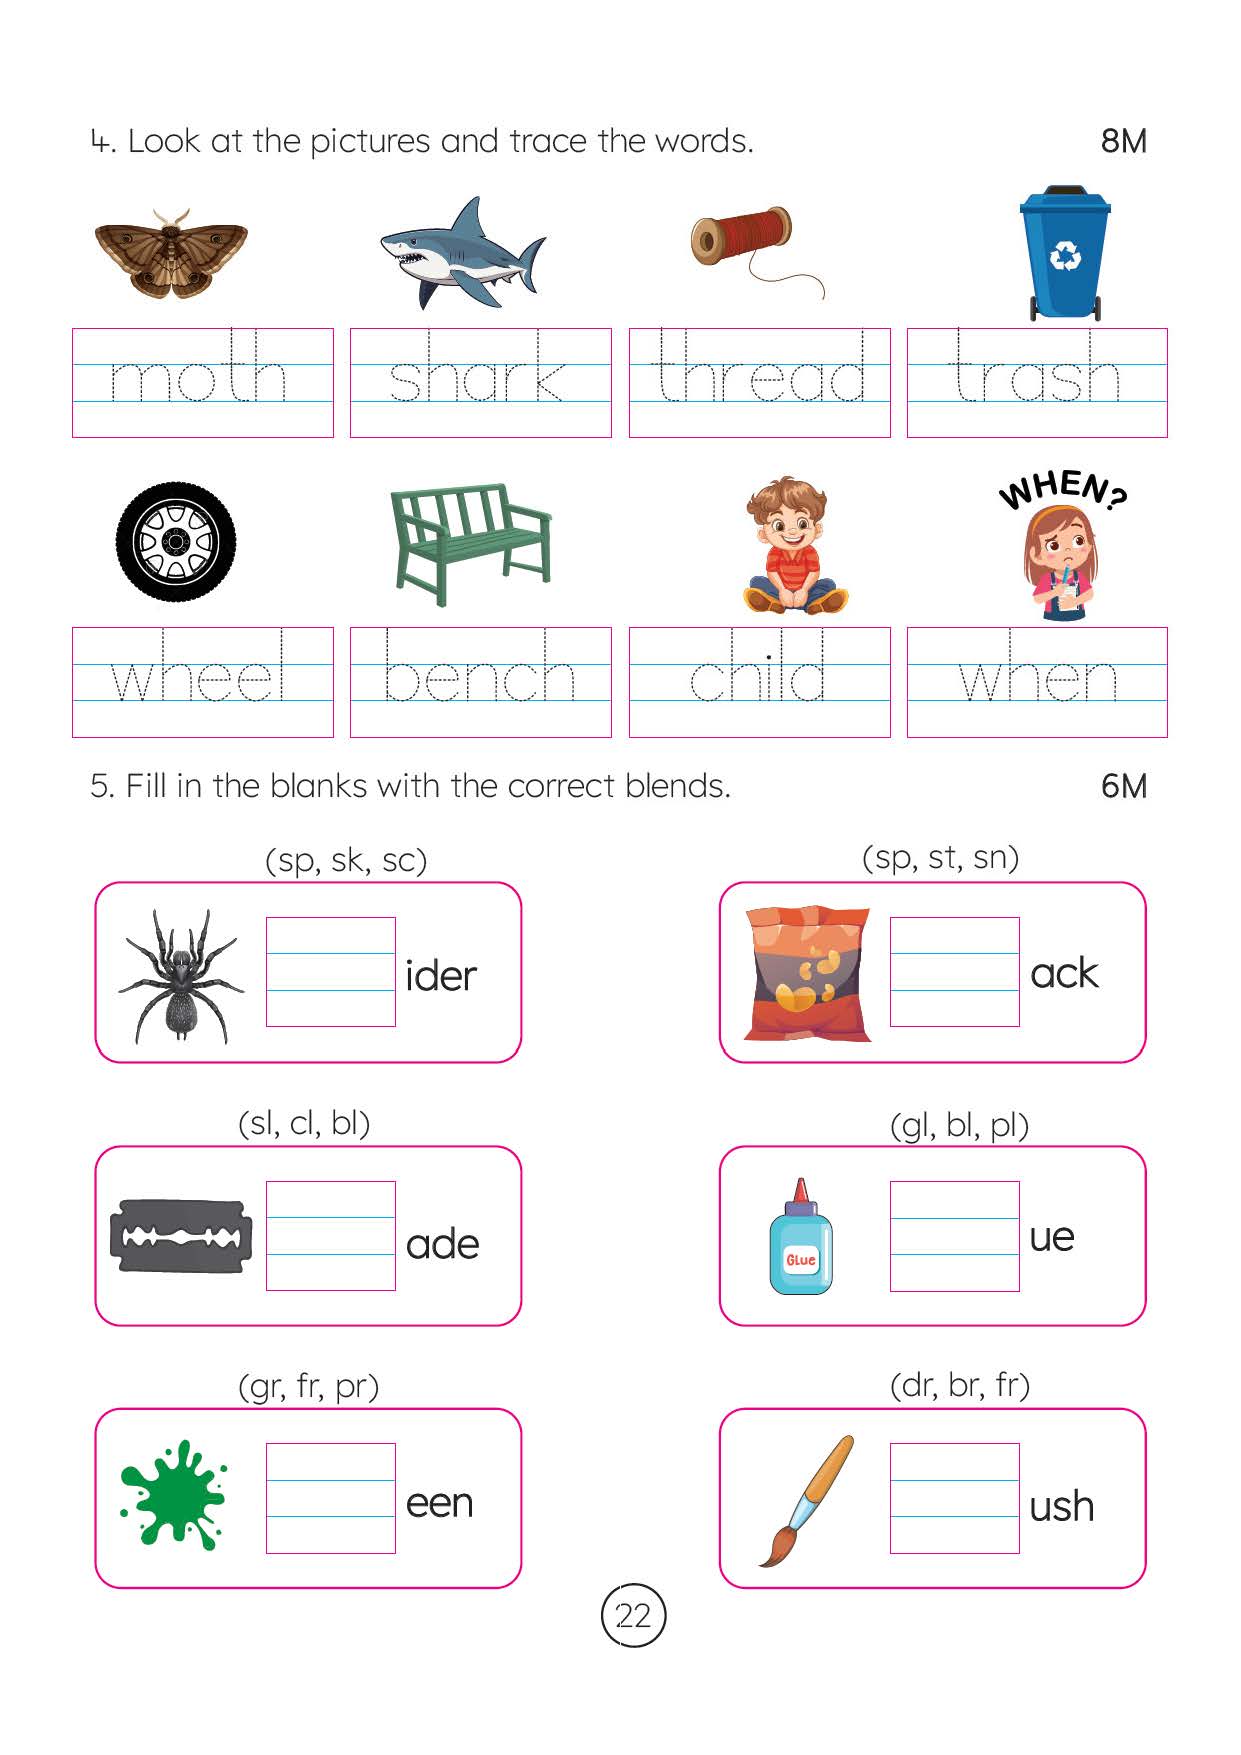 4. Look at the pictures and trace the words. 8M
moth shark thread trash
WHEN?
wheel bench child when
5. Fill in the blanks with the correct blends. 6M
(sp, sk, sc) (sp, st, sn)
ider ack
(sl, cl, bl) (gl, bl, pl)
Glue
ade ue
(gr, fr, pr) (dr, br, fr)
een ush
22